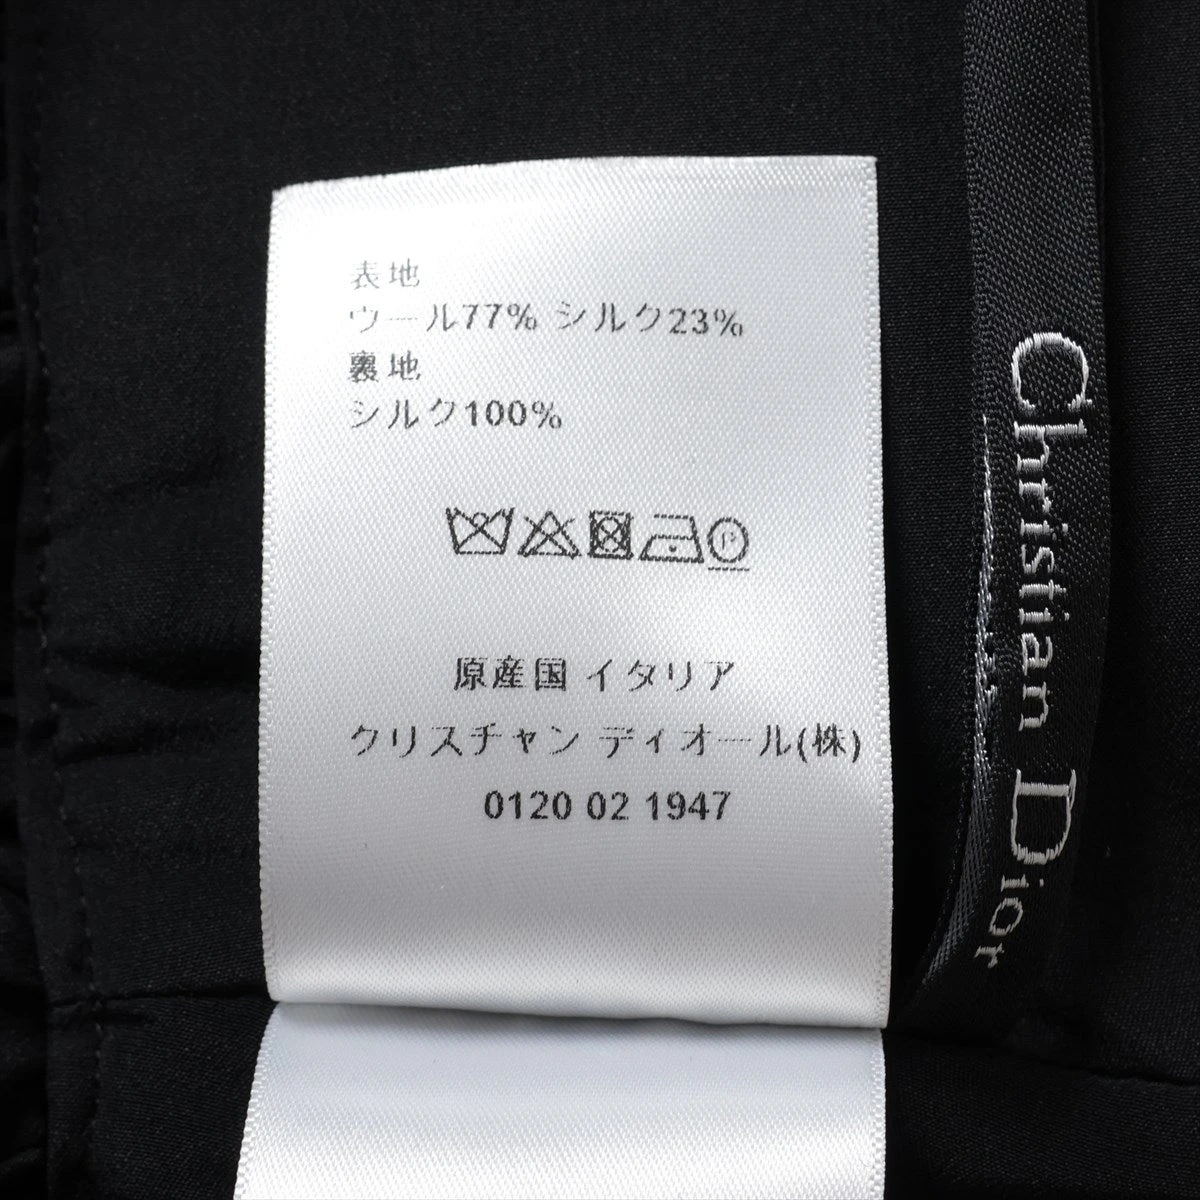 表地
ウール77% シルク23%
裏地
シルク100%
P
原産国 イタリア
クリスチャン ディオール(株)
0120 02 1947
Christian Dior